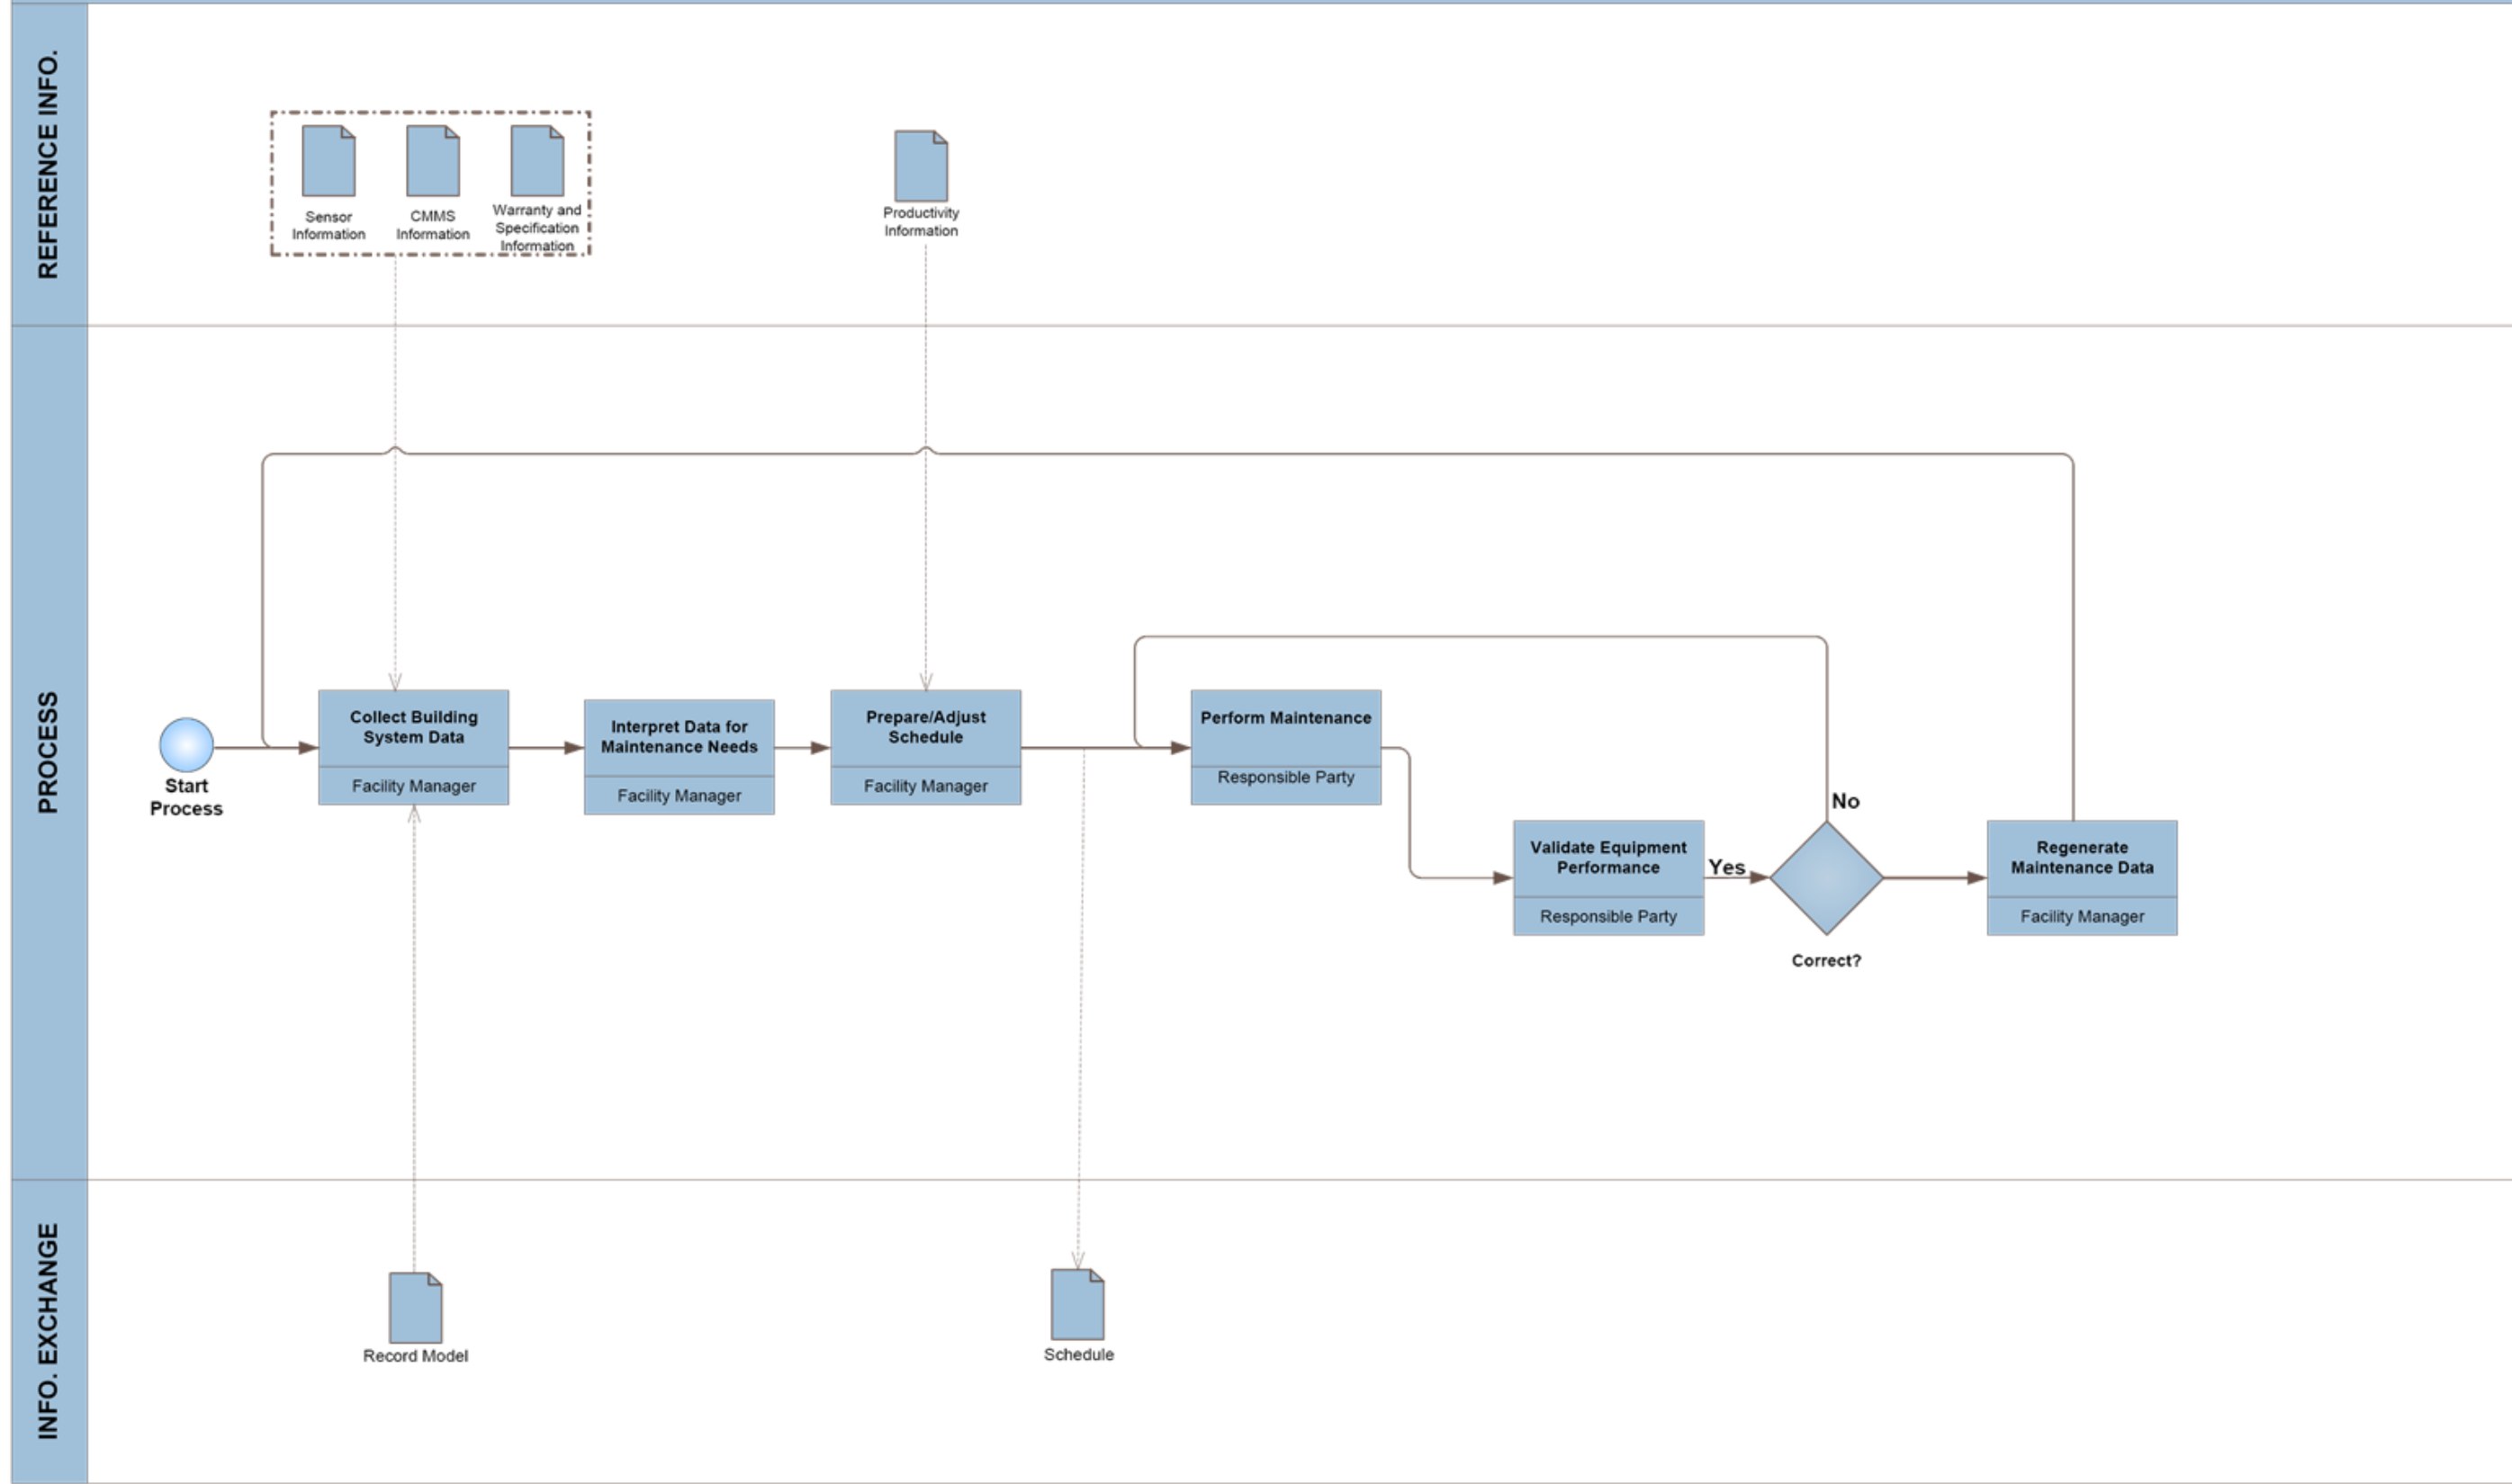 REFERENCE INFO.
Sensor
Information
CMMS
Information
Warranty and
Specification
Information
Productivity
Information
PROCESS
Start
Process
Collect Building
System Data
Facility Manager
Interpret Data for
Maintenance Needs
Facility Manager
Prepare/Adjust
Schedule
Facility Manager
Perform Maintenance
Responsible Party
Validate Equipment
Performance
Responsible Party
Yes
No
Correct?
Regenerate
Maintenance Data
Facility Manager
INFO. EXCHANGE
Record Model
Schedule